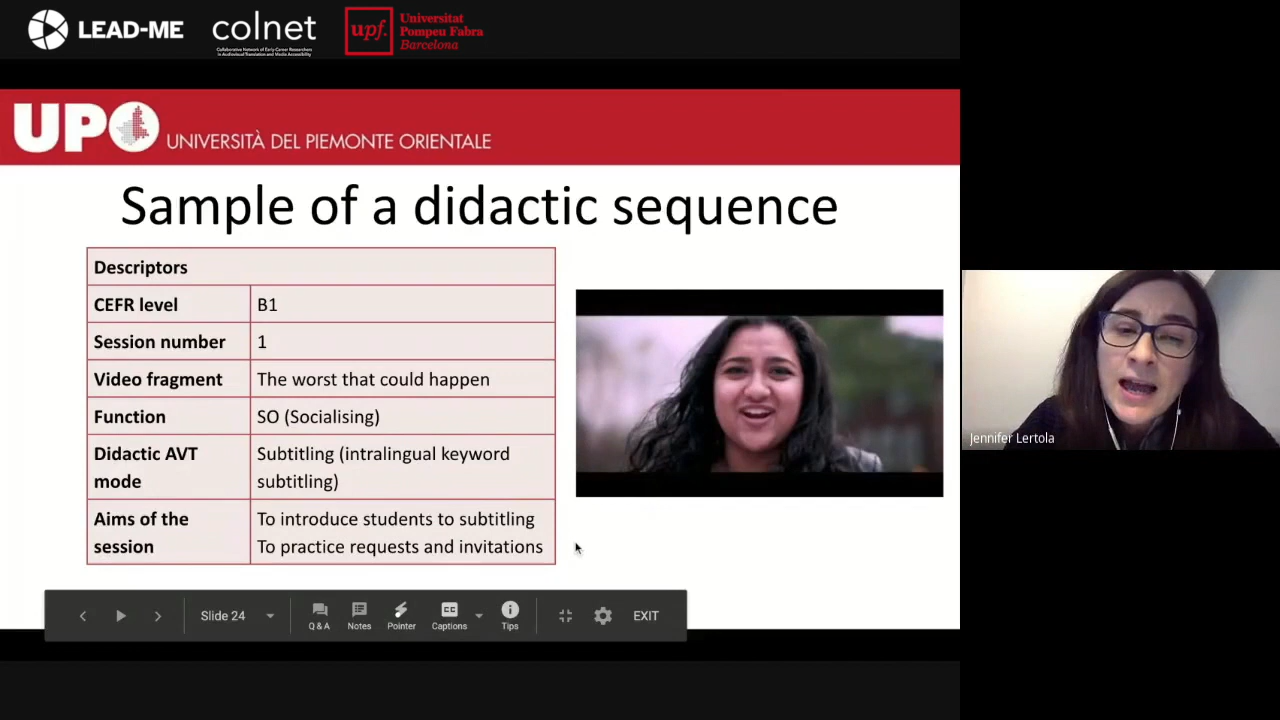 LEAD-ME
colnet
Collaborative Network of Early-Career Researchers
in Audiovisual Translation and Media Accessibility
upf.
Universitat
Pompeu Fabra
Barcelona
UPO
UNIVERSITÀ DEL PIEMONTE ORIENTALE
Sample of a didactic sequence
Descriptors
CEFR level B1
Session number 1
Video fragment The worst that could happen
Function SO (Socialising)
Didactic AVT mode Subtitling (intralingual keyword subtitling)
Aims of the session To introduce students to subtitling
To practice requests and invitations
Jennifer Lertola
Slide 24
Q & A
Notes
Pointer
CC
Captions
Tips
EXIT